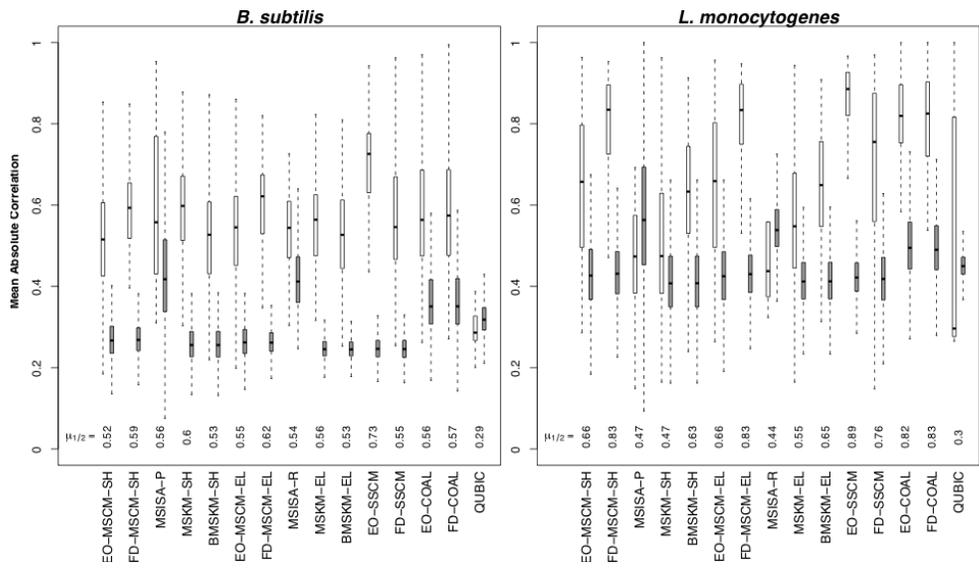 B. subtilis
L. monocytogenes
Mean Absolute Correlation
1
0.8
0.6
0.4
0.2
0
μ1/2 = 0.52 0.59 0.56 0.6 0.53 0.55 0.62 0.54 0.56 0.53 0.73 0.55 0.56 0.57 0.29
EO-MSCM-SH
FD-MSCM-SH
MSISA-P
MSKM-SH
BMSKM-SH
EO-MSCM-EL
FD-MSCM-EL
MSISA-R
MSKM-EL
BMSKM-EL
EO-SSCM
FD-SSCM
EO-COAL
FD-COAL
QUBIC
1
0.8
0.6
0.4
0.2
0
μ1/2 = 0.66 0.83 0.47 0.47 0.63 0.66 0.83 0.44 0.55 0.65 0.89 0.76 0.82 0.83 0.3
EO-MSCM-SH
FD-MSCM-SH
MSISA-P
MSKM-SH
BMSKM-SH
EO-MSCM-EL
FD-MSCM-EL
MSISA-R
MSKM-EL
BMSKM-EL
EO-SSCM
FD-SSCM
EO-COAL
FD-COAL
QUBIC